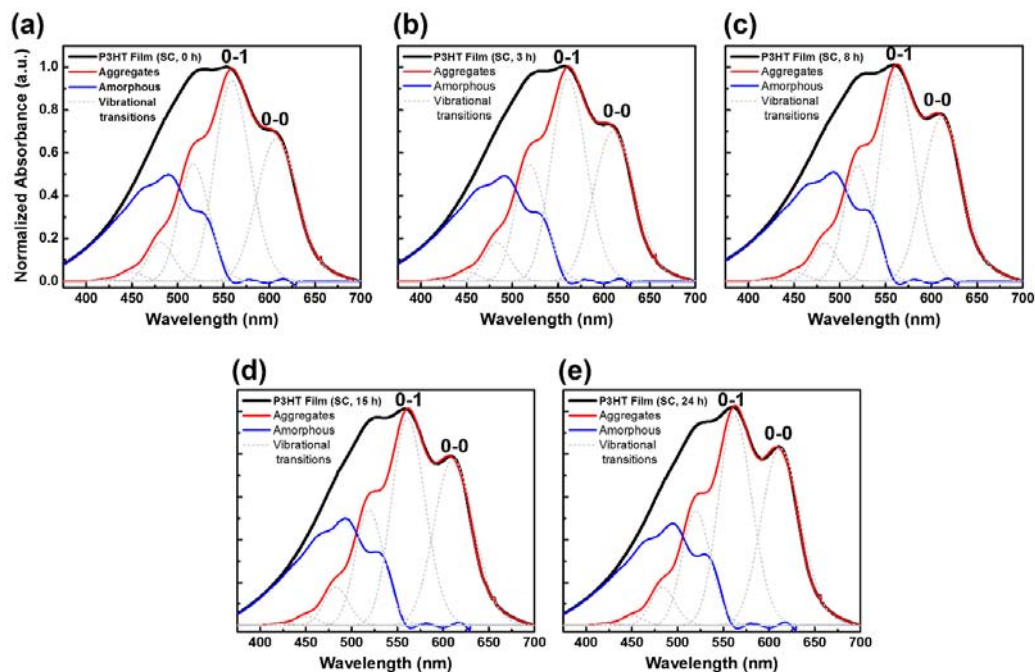 (a)
P3HT Film (SC, 0 h)
Aggregates
Amorphous
Vibrational
transitions
0-1
0-0
Normalized Absorbance (a.u.)
1.0
0.8
0.6
0.4
0.2
0.0
400 450 500 550 600 650 700
Wavelength (nm)
(b)
P3HT Film (SC, 3 h)
Aggregates
Amorphous
Vibrational
transitions
0-1
0-0
400 450 500 550 600 650 700
Wavelength (nm)
(c)
P3HT Film (SC, 8 h)
Aggregates
Amorphous
Vibrational
transitions
0-1
0-0
400 450 500 550 600 650 700
Wavelength (nm)
(d)
P3HT Film (SC, 15 h)
Aggregates
Amorphous
Vibrational
transitions
0-1
0-0
400 450 500 550 600 650 700
Wavelength (nm)
(e)
P3HT Film (SC, 24 h)
Aggregates
Amorphous
Vibrational
transitions
0-1
0-0
400 450 500 550 600 650 700
Wavelength (nm)